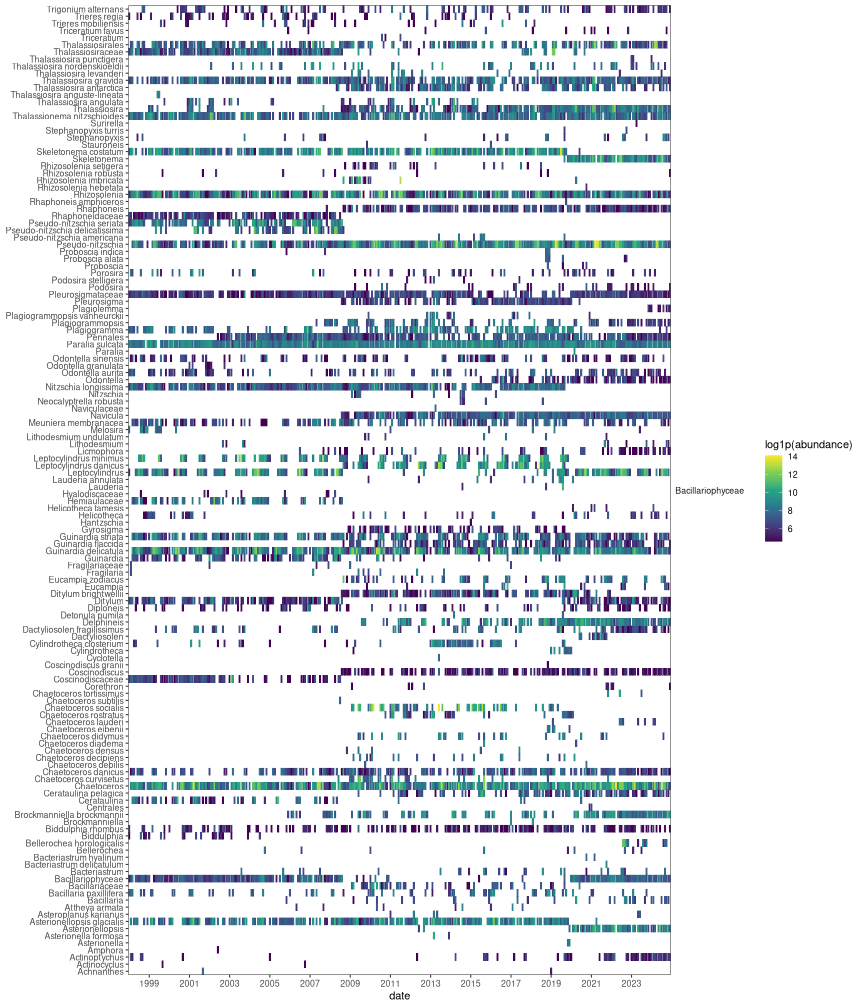 Trigonium alternans
Trieres regia
Trieres mobiliensis
Triceratium favus
Triceratium
Thalassiosirales
Thalassiosiraceae
Thalassiosira punctigera
Thalassiosira nordenskioeldii
Thalassiosira levanderi
Thalassiosira gravida
Thalassiosira antarctica
Thalassiosira anguste-lineata
Thalassiosira angulata
Thalassiosira
Thalassionema nitzschioides
Surirella
Stephanopyxis turris
Stephanopyxis
Stauroneis
Skeletonema costatum
Skeletonema
Rhizosolenia setigera
Rhizosolenia robusta
Rhizosolenia imbricata
Rhizosolenia hebetata
Rhizosolenia
Rhaphoneis amphiceros
Rhaphoneis
Rhaphoneidaceae
Pseudo-nitzschia seriata
Pseudo-nitzschia delicatissima
Pseudo-nitzschia americana
Pseudo-nitzschia
Proboscia indica
Proboscia alata
Proboscia
Porosira
Podosira stelligera
Podosira
Pleurosigmataceae
Pleurosigma
Plagiolemma
Plagiogrammopsis vanheurckii
Plagiogrammopsis
Plagiogramma
Pennales
Paralia sulcata
Paralia
Odontella sinensis
Odontella granulata
Odontella aurita
Odontella
Nitzschia longissima
Nitzschia
Neocalyptrella robusta
Naviculaceae
Navicula
Meuniera membranacea
Melosira
Lithodesmium undulatum
Lithodesmium
Licmophora
Leptocylindrus minimus
Leptocylindrus danicus
Leptocylindrus
Lauderia annulata
Lauderia
Hyalodiscaceae
Hemiaulaceae
Helicotheca tamesis
Helicotheca
Hantzschia
Gyrosigma
Guinardia striata
Guinardia flaccida
Guinardia delicatula
Guinardia
Fragilariaceae
Fragilaria
Eucampia zodiacus
Eucampia
Ditylum brightwellii
Ditylum
Diploneis
Detonula pumila
Delphineis
Dactyliosolen fragilissimus
Dactyliosolen
Cylindrotheca closterium
Cylindrotheca
Cyclotella
Coscinodiscus granii
Coscinodiscus
Coscinodiscaceae
Corethron
Chaetoceros tortissimus
Chaetoceros subtilis
Chaetoceros socialis
Chaetoceros rostratus
Chaetoceros lauderi
Chaetoceros eibenii
Chaetoceros didymus
Chaetoceros diadema
Chaetoceros densus
Chaetoceros decipiens
Chaetoceros debilis
Chaetoceros danicus
Chaetoceros curvisetus
Chaetoceros
Cerataulina pelagica
Cerataulina
Centrales
Brockmanniella brockmannii
Brockmanniella
Biddulphia rhombus
Biddulphia
Bellerochea horologicalis
Bellerochea
Bacteriastrum hyalinum
Bacteriastrum delicatulum
Bacteriastrum
Bacillariophyceae
Bacillariaceae
Bacillaria paxillifera
Bacillaria
Attheya armata
Asteroplanus karianus
Asterionellopsis glacialis
Asterionellopsis
Asterionella formosa
Asterionella
Amphora
Actinoptychus
Actinocyclus
Achnanthes
1999 2001 2003 2005 2007 2009 2011 2013 2015 2017 2019 2021 2023
date
Bacillariophyceae
log1p(abundance)
14
12
10
8
6